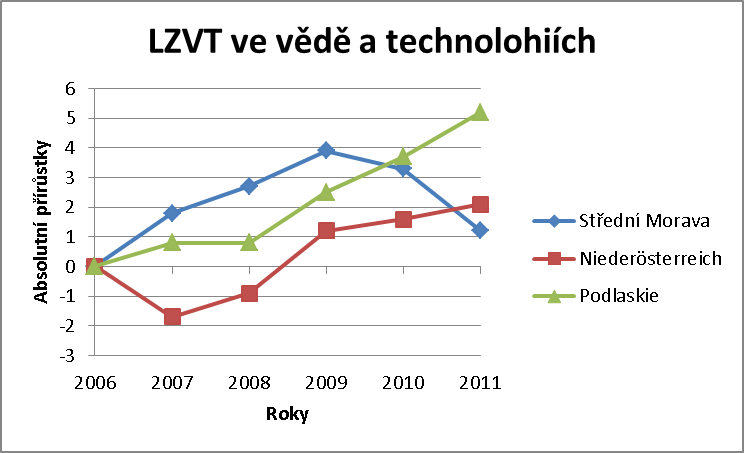 LZVT ve vědě a technolohiích
Absolutní přírůstky
6
5
4
3
2
1
0
-1
-2
-3
2006 2007 2008 2009 2010 2011
Roky
Střední Morava
Niederösterreich
Podlaskie